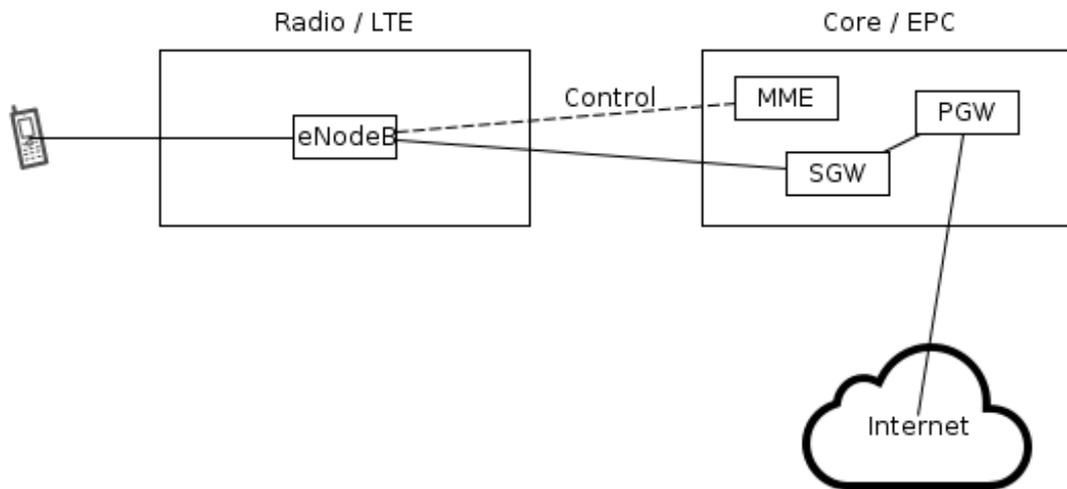 Radio / LTE
Core / EPC
Control
MME
PGW
eNodeB
SGW
Internet